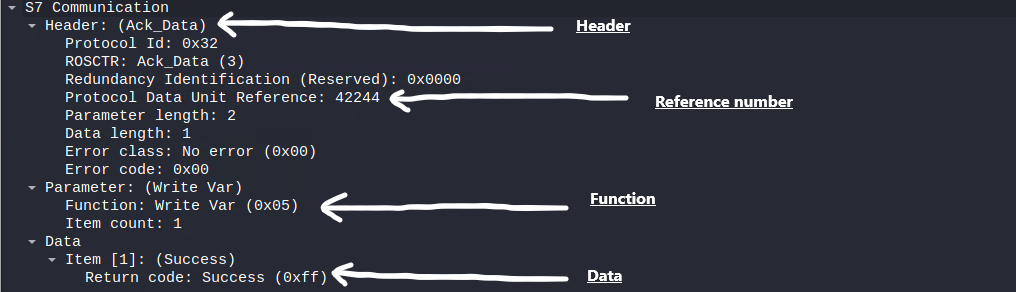 S7 Communication
Header: (Ack_Data)
Header
Protocol Id: 0x32
ROSCTR: Ack_Data (3)
Redundancy Identification (Reserved): 0x0000
Protocol Data Unit Reference: 42244
Reference number
Parameter length: 2
Data length: 1
Error class: No error (0x00)
Error code: 0x00
Parameter: (Write Var)
Function: Write Var (0x05)
Function
Item count: 1
Data
Item [1]: (Success)
Return code: Success (0xff)
Data